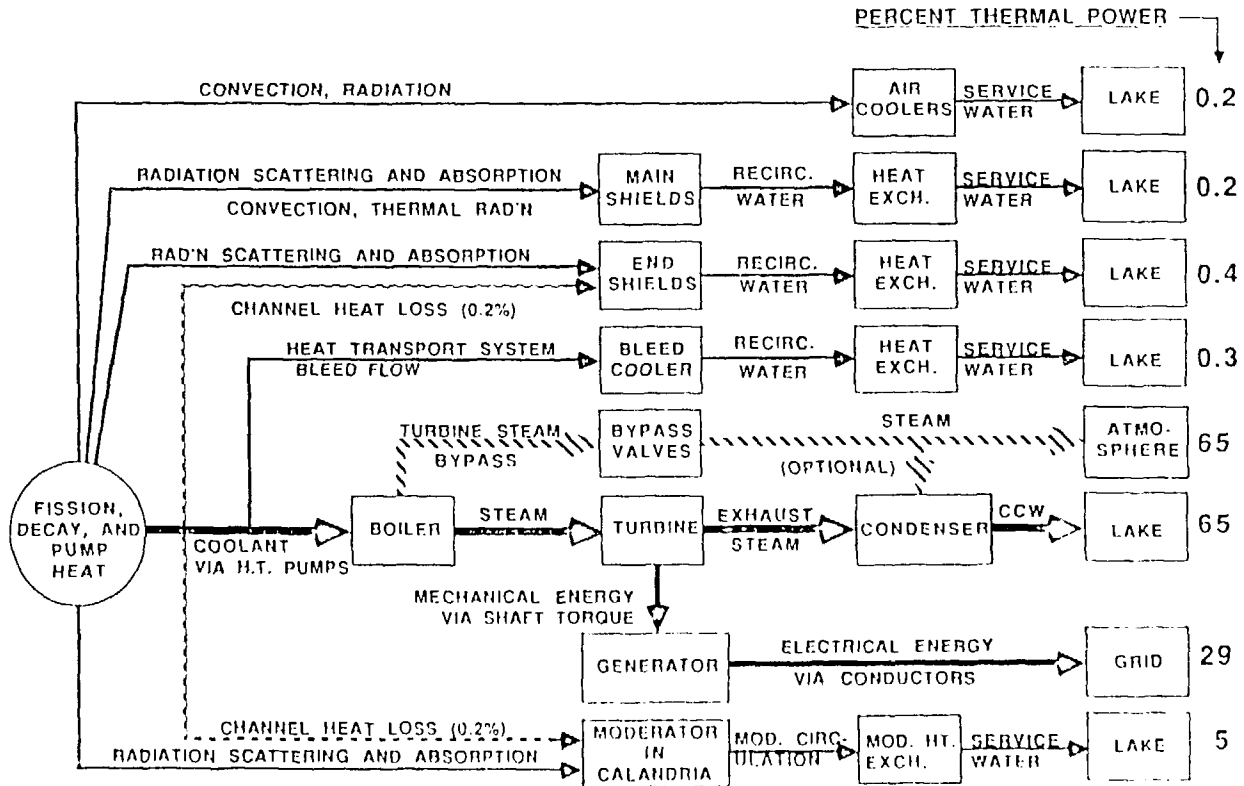 PERCENT THERMAL POWER
CONVECTION, RADIATION
AIR
COOLERS
SERVICE
WATER
LAKE
0.2
RADIATION SCATTERING AND ABSORPTION
CONVECTION, THERMAL RAD'N
MAIN
SHIELDS
RECIRC.
WATER
HEAT
EXCH.
SERVICE
WATER
LAKE
0.2
RAD'N SCATTERING AND ABSORPTION
CHANNEL HEAT LOSS (0.2%)
END
SHIELDS
RECIRC.
WATER
HEAT
EXCH.
SERVICE
WATER
LAKE
0.4
HEAT TRANSPORT SYSTEM
BLEED FLOW
BLEED
COOLER
RECIRC.
WATER
HEAT
EXCH.
SERVICE
WATER
LAKE
0.3
TURBINE STEAM
BYPASS
BYPASS
VALVES
STEAM
(OPTIONAL)
ATMO-
SPHERE
65
FISSION,
DECAY, AND
PUMP
HEAT
COOLANT
VIA H.T. PUMPS
BOILER
STEAM
TURBINE
EXHAUST
STEAM
CONDENSER
CCW
LAKE
65
MECHANICAL ENERGY
VIA SHAFT TORQUE
GENERATOR
ELECTRICAL ENERGY
VIA CONDUCTORS
GRID
29
CHANNEL HEAT LOSS (0.2%)
RADIATION SCATTERING AND ABSORPTION
MODERATOR
IN
CALANDRIA
MOD. CIRC-
ULATION
MOD. HT.
EXCH.
SERVICE
WATER
LAKE
5